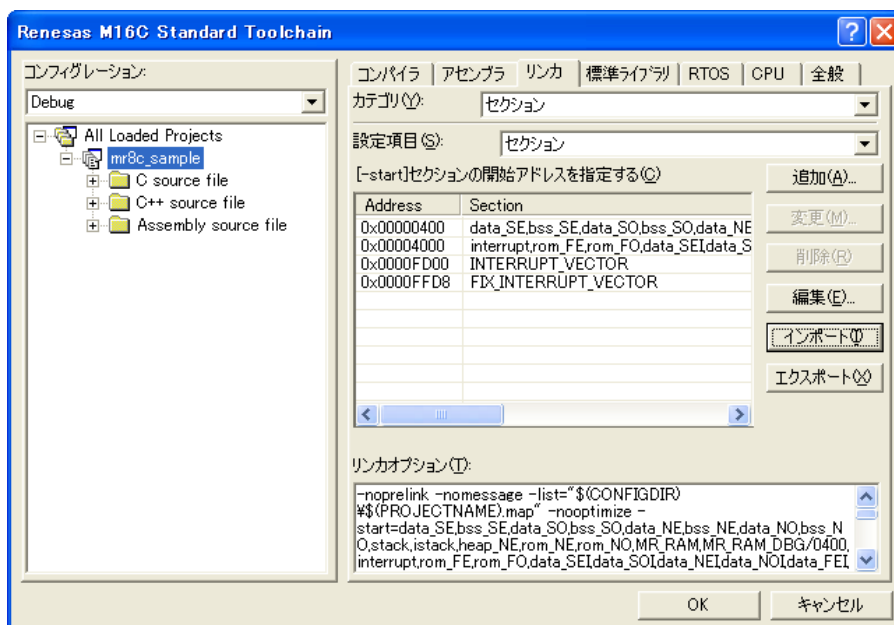 Renesas M16C Standard Toolchain
コンフィグレーション:
Debug
All Loaded Projects
mr8c_sample
C source file
C++ source file
Assembly source file
コンパイラ アセンブラ リンカ 標準ライブラリ RTOS CPU 全般
カテゴリ(Y): セクション
設定項目(S): セクション
[-start]セクションの開始アドレスを指定する(C)
Address Section
0x00000400 data_SE,bss_SE,data_SO,bss_SO,data_NE
0x00004000 interrupt,rom_FE,rom_FO,data_SEI,data_S
0x0000FD00 INTERRUPT_VECTOR
0x0000FFD8 FIX_INTERRUPT_VECTOR
追加(A)...
変更(M)...
削除(R)
編集(E)...
インポート(I)
エクスポート(X)
リンカオプション(T):
-noprelink -nomessage -list="$(CONFIGDIR)
¥$(PROJECTNAME).map" -nooptimize -
start=data_SE,bss_SE,data_SO,bss_SO,data_NE,bss_NE,data_NO,bss_N
O,stack,istack,heap_NE,rom_NE,rom_NO,MR_RAM,MR_RAM_DBG/0400,
interrupt,rom_FE,rom_FO,data_SEI,data_SOI,data_NEI,data_NOI,data_FEI,
OK
キャンセル